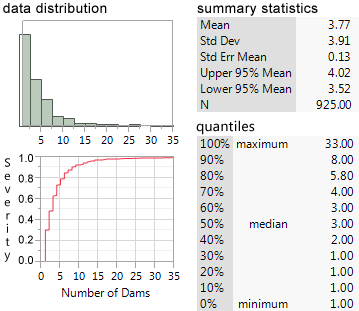 data distribution
5 10 15 20 25 30 35
Severity
1.0
0.8
0.6
0.4
0.2
0.0
0 5 10 15 20 25 30 35
Number of Dams
summary statistics
Mean 3.77
Std Dev 3.91
Std Err Mean 0.13
Upper 95% Mean 4.02
Lower 95% Mean 3.52
N 925.00
quantiles
100% maximum 33.00
90% 8.00
80% 5.80
70% 4.00
60% 3.00
50% median 3.00
40% 2.00
30% 1.00
20% 1.00
10% 1.00
0% minimum 1.00